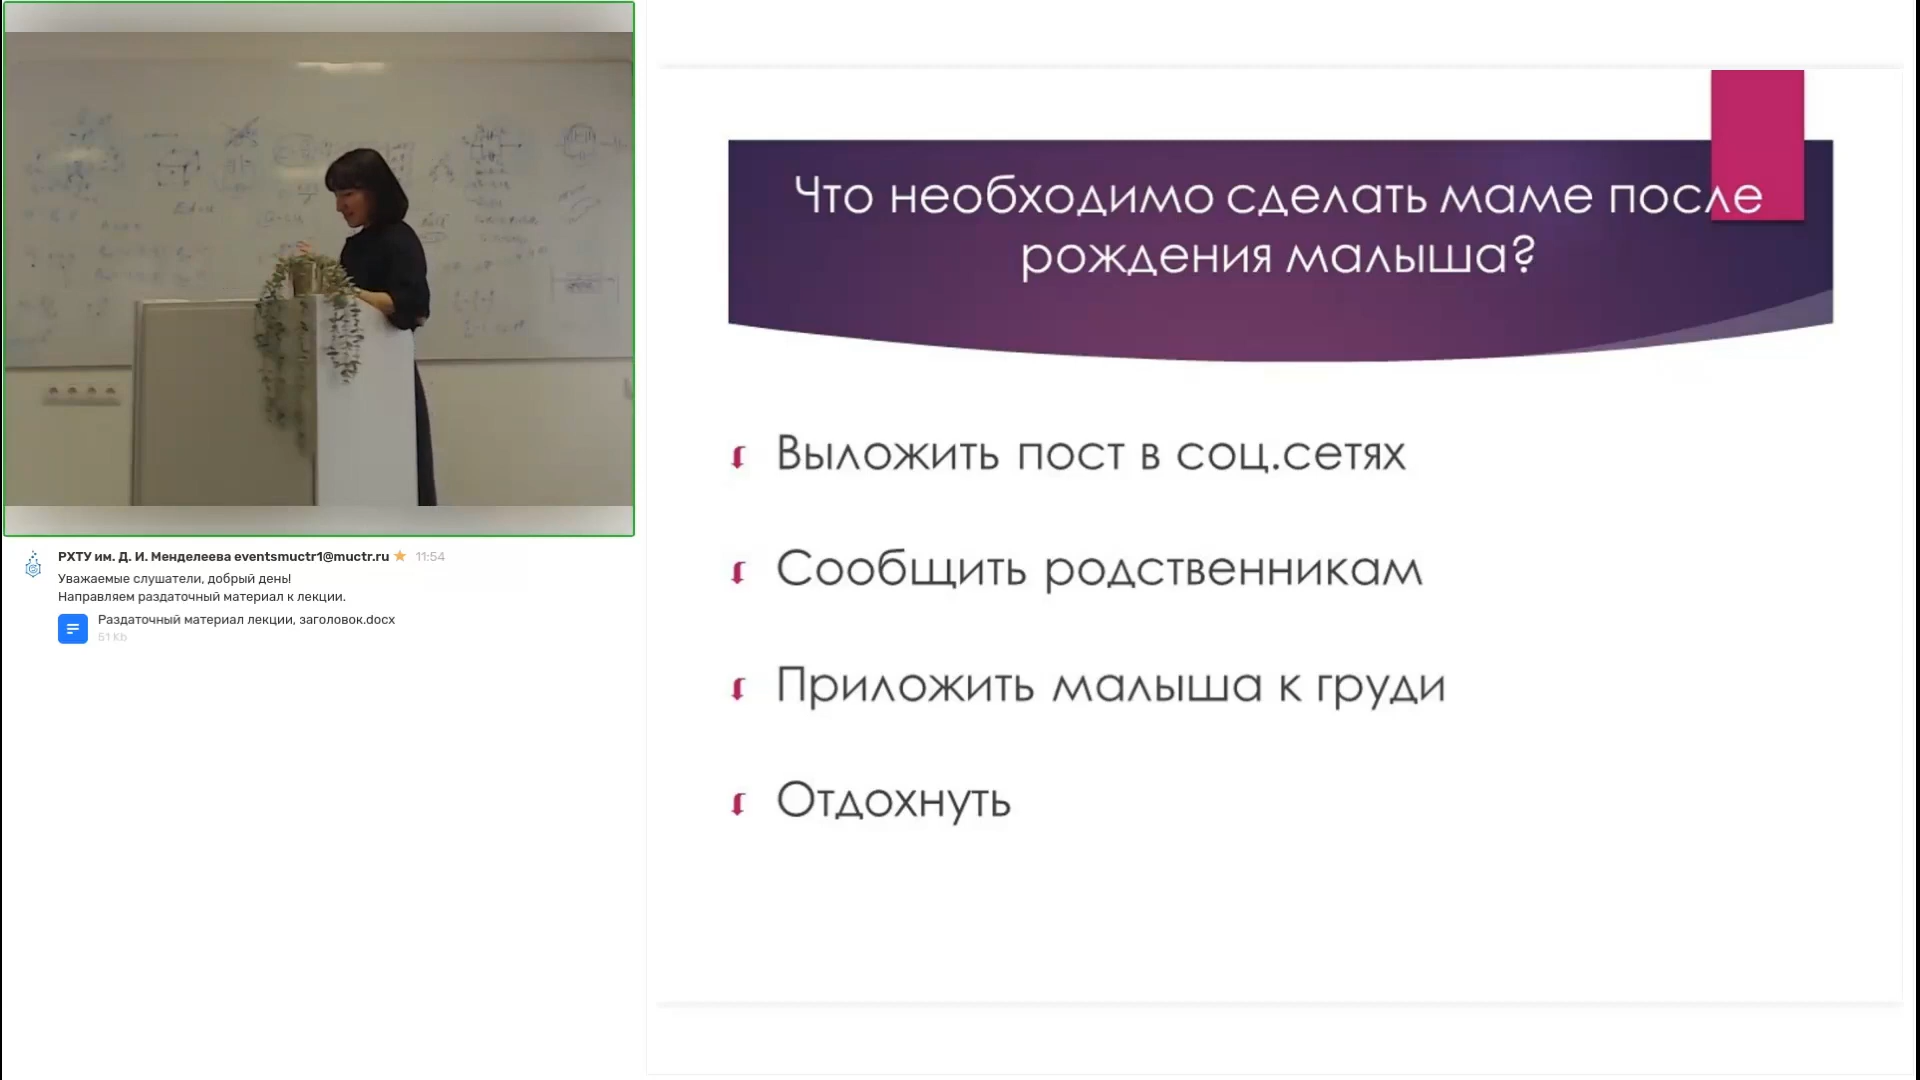 РХТУ им. Д. И. Менделеева eventsmuctr1@muctr.ru 11:54
Уважаемые слушатели, добрый день!
Направляем раздаточный материал к лекции.
Раздаточный материал лекции, заголовок.docx
51 Kb
Что необходимо сделать маме после
рождения малыша?
Выложить пост в соц.сетях
Сообщить родственникам
Приложить малыша к груди
Отдохнуть